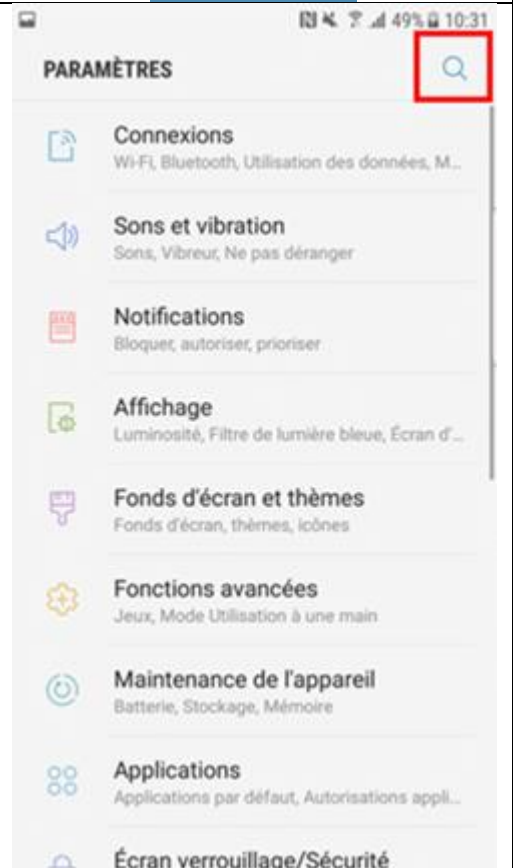 49% 10:31
PARAMÈTRES
Connexions
Wi-Fi, Bluetooth, Utilisation des données, M...
Sons et vibration
Sons, Vibreur, Ne pas déranger
Notifications
Bloquer, autoriser, prioriser
Affichage
Luminosité, Filtre de lumière bleue, Écran d'...
Fonds d'écran et thèmes
Fonds d'écran, thèmes, icônes
Fonctions avancées
Jeux, Mode Utilisation à une main
Maintenance de l'appareil
Batterie, Stockage, Mémoire
Applications
Applications par défaut, Autorisations appli...
Écran verrouillage/Sécurité